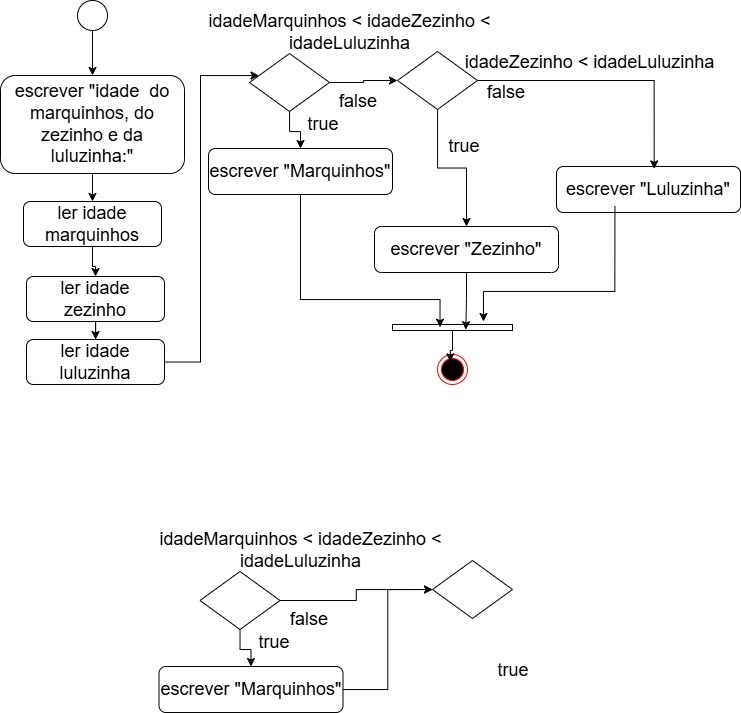 idadeMarquinhos < idadeZezinho <
idadeLuluzinha
idadeZezinho < idadeLuluzinha
escrever "idade  do
marquinhos, do
zezinho e da
luluzinha:"
false
false
true
true
escrever "Marquinhos"
escrever "Luluzinha"
ler idade
marquinhos
escrever "Zezinho"
ler idade
zezinho
ler idade
luluzinha
idadeMarquinhos < idadeZezinho <
idadeLuluzinha
false
true
escrever "Marquinhos"
true